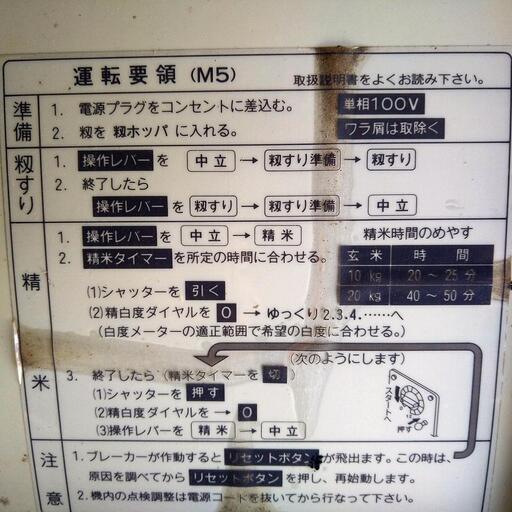 運転要領（M5） 取扱説明書をよくお読み下さい。
準備
1. 電源プラグをコンセントに差込む。 単相100V
2. 籾を 籾ホッパ に入れる。 ワラ屑は取除く
籾すり
1. 操作レバー を 中立 → 籾すり準備 → 籾すり
2. 終了したら
操作レバー を 籾すり → 籾すり準備 → 中立
精米
1. 操作レバー を 中立 → 精米
2. 精米タイマー を所定の時間に合わせる。
精米時間のめやす
玄米 時間
10 kg 20～25分
20 kg 40～50分
(1)シャッターを 引く
(2)精白度ダイヤルを 0 → ゆっくり2.3.4.……へ
(白度メーターの適正範囲で希望の白度に合わせる。)
(次のようにします)
3. 終了したら(精米タイマーを 切)
(1)シャッターを 押す
(2)精白度ダイヤルを → 0
(3)操作レバーを 精米 → 中立
押す
注意
1. ブレーカーが作動すると リセットボタン が飛出ます。この時は、
原因を調べてから リセットボタン を押し、再始動します。
2. 機内の点検調整は電源コードを抜いてから行なって下さい。